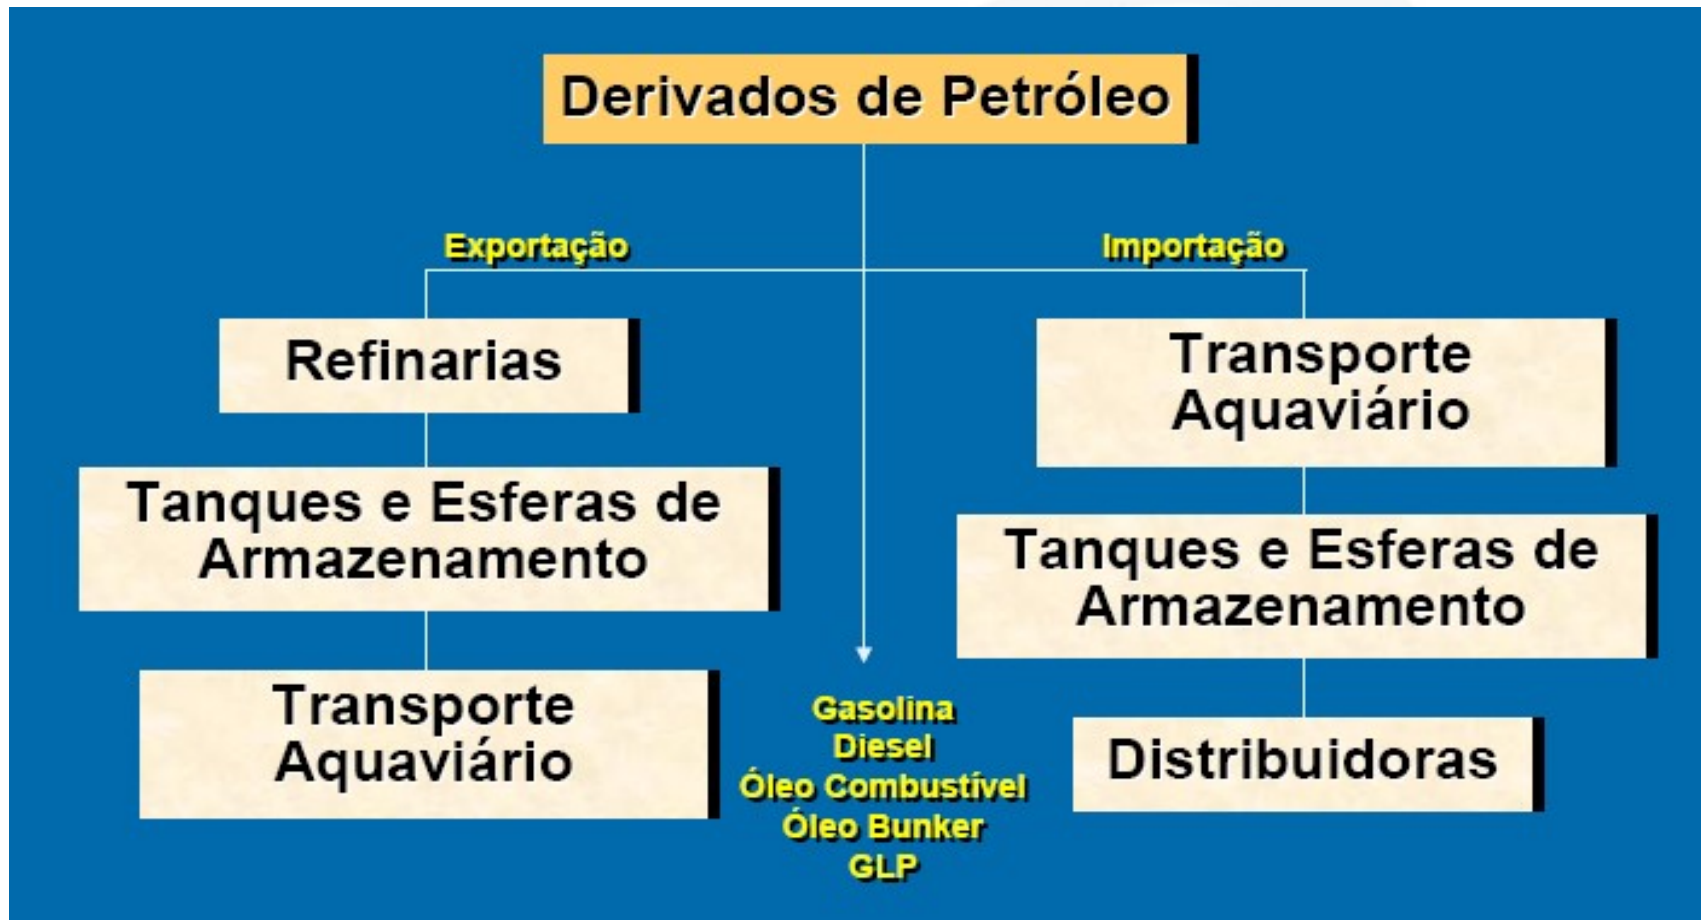 Derivados de Petróleo
Exportação
Importação
Refinarias
Tanques e Esferas de
Armazenamento
Transporte
Aquaviário
Gasolina
Diesel
Óleo Combustível
Óleo Bunker
GLP
Transporte
Aquaviário
Tanques e Esferas de
Armazenamento
Distribuidoras